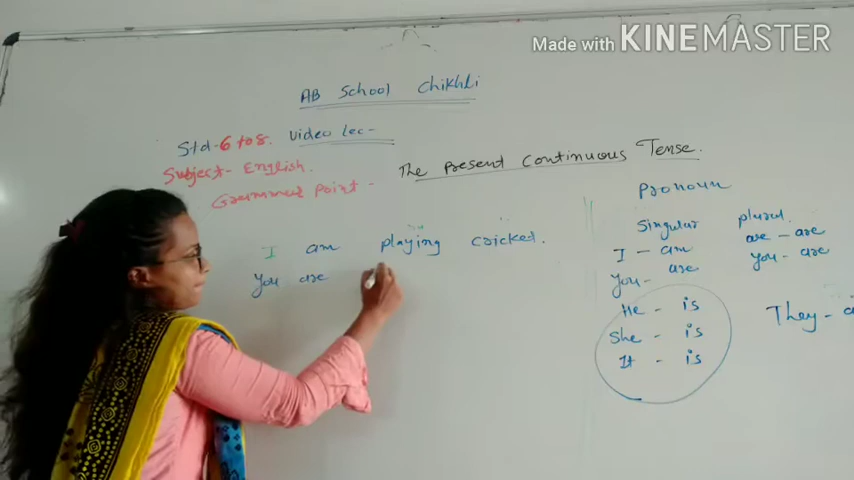 Made with KINEMASTER
AB School Chikhli
Std-6 to 8. Video lec-
Subject- English.
Grammer Point - The Present Continuous Tense.
Pronoun
Singular plural.
I - am we - are
You - are You - are
He - is They -
She - is
It - is
I am playing cricket.
You are